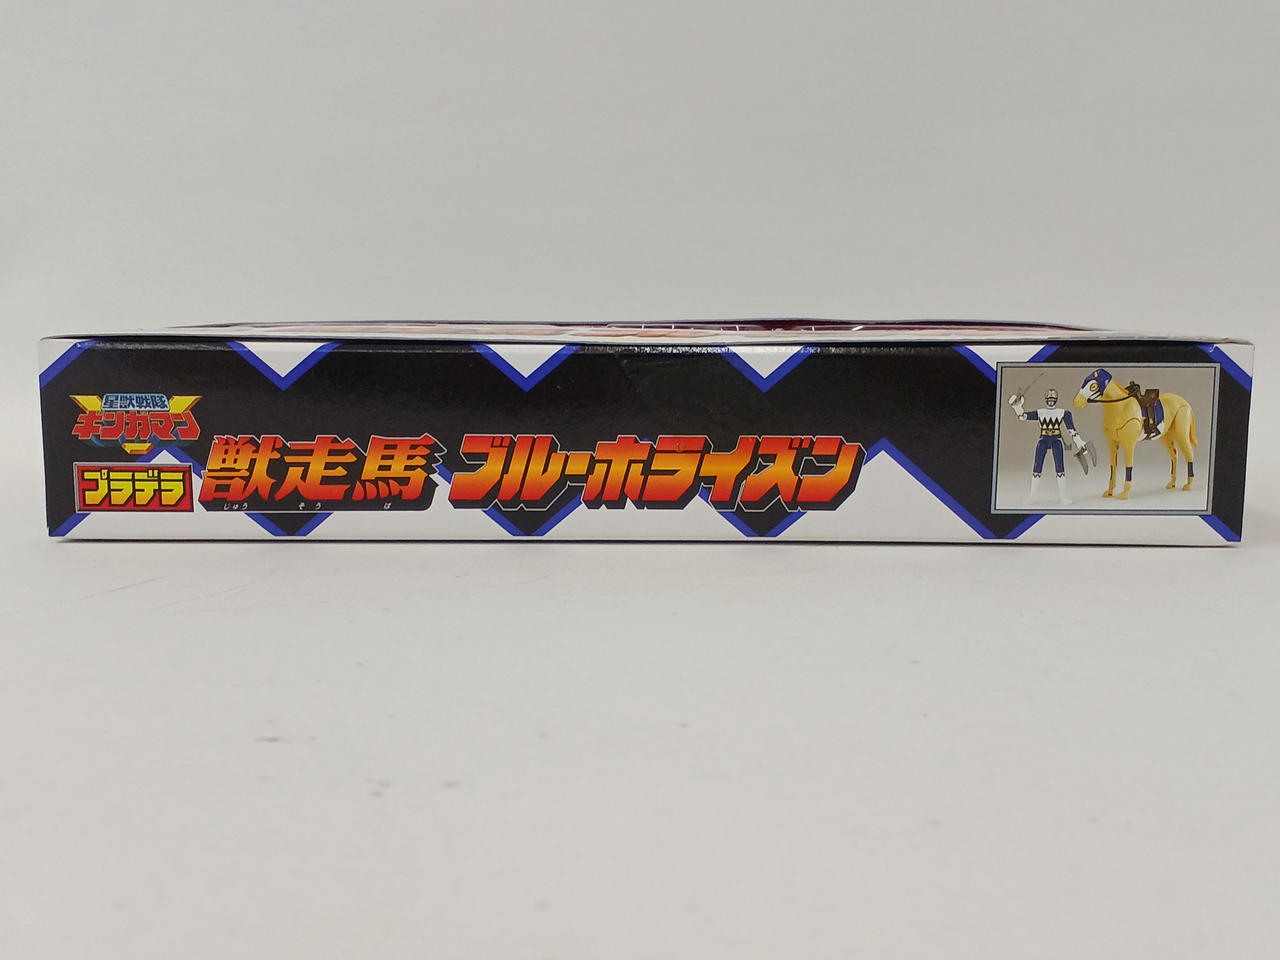 星獣戦隊
ギンガマン
プラデラ
獣走馬 ブルーホライズン
じゅう そう ば